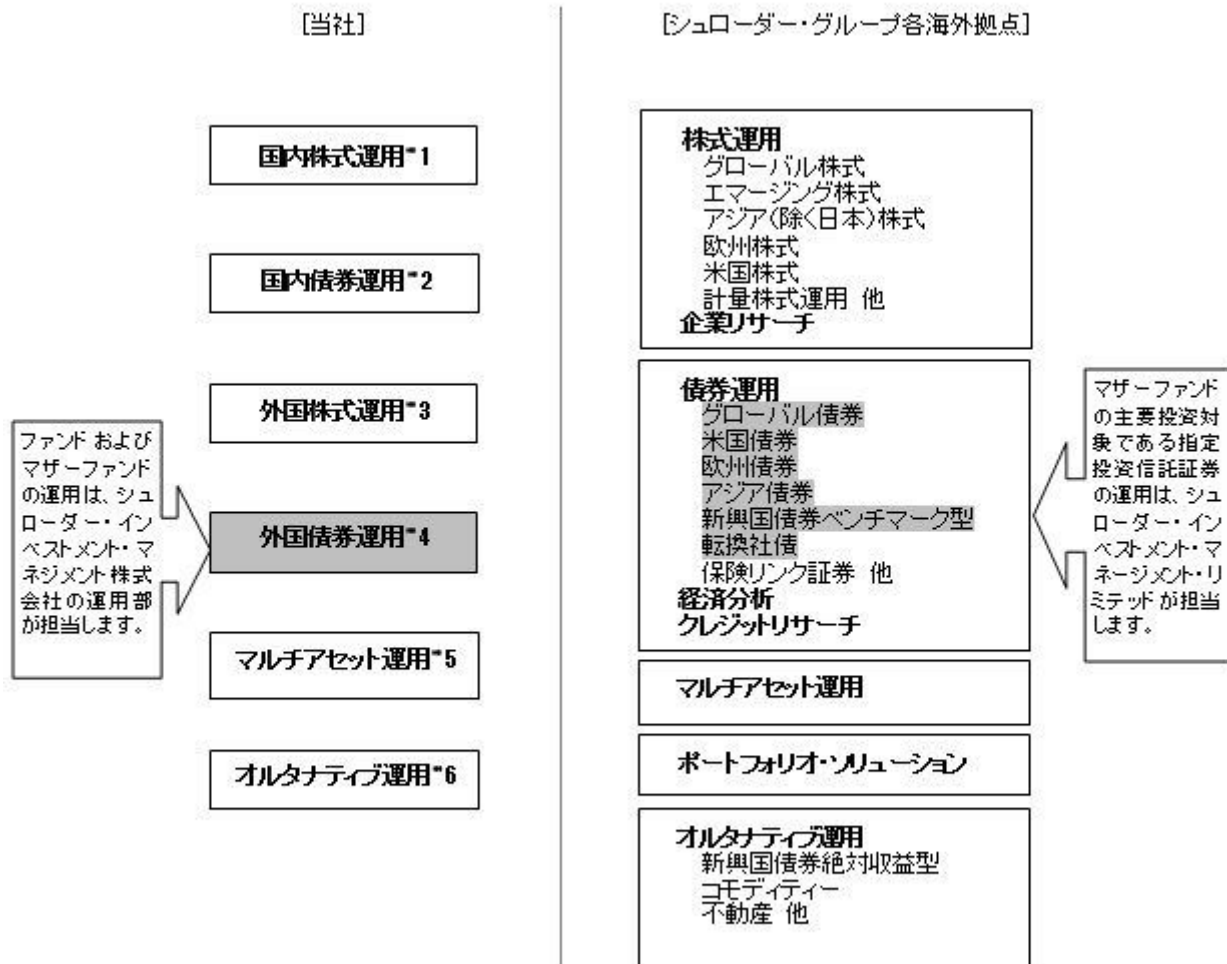 [当社]
国内株式運用*1
国内債券運用*2
外国株式運用*3
ファンド および
マザーファンド
の運用は、シュ
ローダー・イン
ベストメント・マ
ネジメント 株式
会社の運用部
が担当します。
外国債券運用*4
マルチアセット運用*5
オルタナティブ運用*6
[シュローダー・グループ各海外拠点]
株式運用
グローバル株式
エマージング株式
アジア(除く日本)株式
欧州株式
米国株式
計量株式運用 他
企業リサーチ
債券運用
グローバル債券
米国債券
欧州債券
アジア債券
新興国債券ベンチマーク型
転換社債
保険リンク証券 他
経済分析
クレジットリサーチ
マザーファンド
の主要投資対
象である指定
投資信託証券
の運用は、シュ
ローダー・イン
ベストメント・マ
ネージメント・リ
ミテッド が担当
します。
マルチアセット運用
ポートフォリオ・ソリューション
オルタナティブ運用
新興国債券絶対収益型
コモディティー
不動産 他